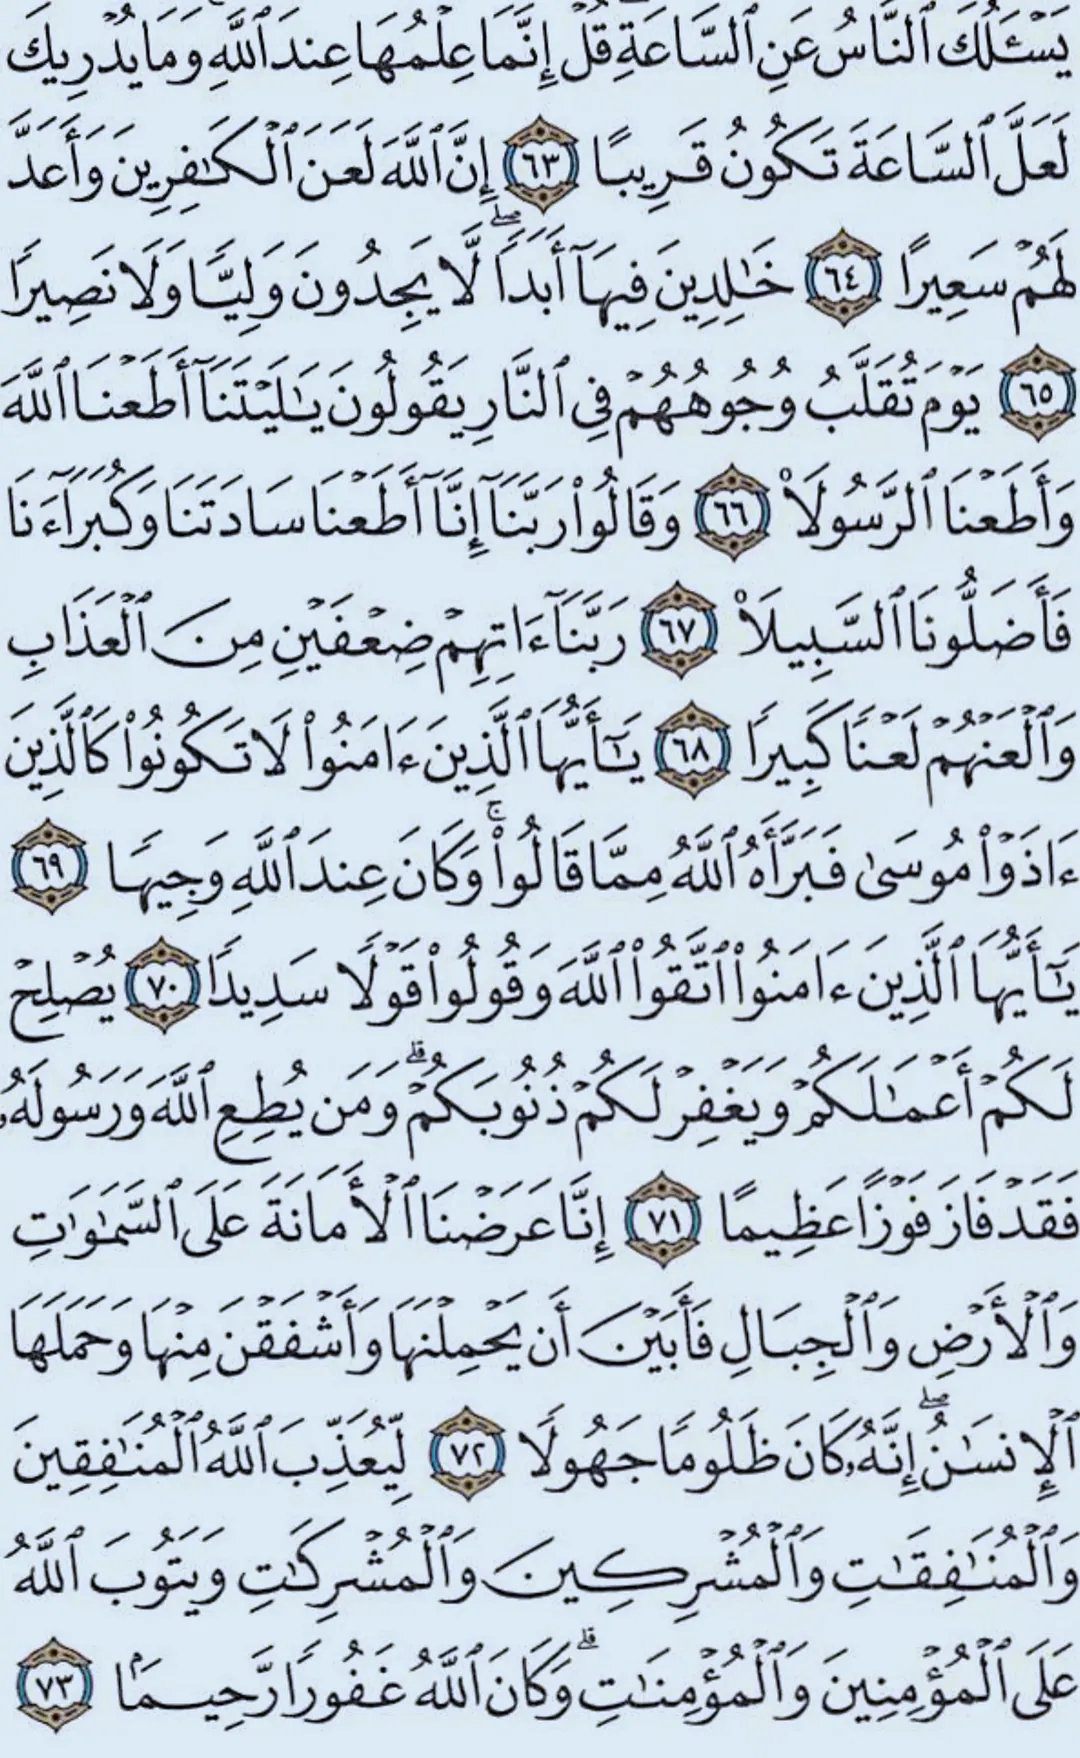 يَسْـَٔلُكَ ٱلنَّاسُ عَنِ ٱلسَّاعَةِ قُلْ إِنَّمَا عِلْمُهَا عِندَ ٱللَّهِ وَمَا يُدْرِيكَ
لَعَلَّ ٱلسَّاعَةَ تَكُونُ قَرِيبًا ٦٣ إِنَّ ٱللَّهَ لَعَنَ ٱلْكَٰفِرِينَ وَأَعَدَّ
لَهُمْ سَعِيرًا ٦٤ خَٰلِدِينَ فِيهَآ أَبَدًا ۖ لَّا يَجِدُونَ وَلِيًّا وَلَا نَصِيرًا
٦٥ يَوْمَ تُقَلَّبُ وُجُوهُهُمْ فِى ٱلنَّارِ يَقُولُونَ يَٰلَيْتَنَآ أَطَعْنَا ٱللَّهَ
وَأَطَعْنَا ٱلرَّسُولَا۠ ٦٦ وَقَالُوا۟ رَبَّنَآ إِنَّآ أَطَعْنَا سَادَتَنَا وَكُبَرَآءَنَا
فَأَضَلُّونَا ٱلسَّبِيلَا۠ ٦٧ رَبَّنَآ ءَاتِهِمْ ضِعْفَيْنِ مِنَ ٱلْعَذَابِ
وَٱلْعَنْهُمْ لَعْنًا كَبِيرًا ٦٨ يَٰٓأَيُّهَا ٱلَّذِينَ ءَامَنُوا۟ لَا تَكُونُوا۟ كَٱلَّذِينَ
ءَاذَوْا۟ مُوسَىٰ فَبَرَّأَهُ ٱللَّهُ مِمَّا قَالُوا۟ ۚ وَكَانَ عِندَ ٱللَّهِ وَجِيهًا ٦٩
يَٰٓأَيُّهَا ٱلَّذِينَ ءَامَنُوا۟ ٱتَّقُوا۟ ٱللَّهَ وَقُولُوا۟ قَوْلًا سَدِيدًا ٧٠ يُصْلِحْ
لَكُمْ أَعْمَٰلَكُمْ وَيَغْفِرْ لَكُمْ ذُنُوبَكُمْ ۗ وَمَن يُطِعِ ٱللَّهَ وَرَسُولَهُۥ
فَقَدْ فَازَ فَوْزًا عَظِيمًا ٧١ إِنَّا عَرَضْنَا ٱلْأَمَانَةَ عَلَى ٱلسَّمَٰوَٰتِ
وَٱلْأَرْضِ وَٱلْجِبَالِ فَأَبَيْنَ أَن يَحْمِلْنَهَا وَأَشْفَقْنَ مِنْهَا وَحَمَلَهَا
ٱلْإِنسَٰنُ ۖ إِنَّهُۥ كَانَ ظَلُومًا جَهُولًا ٧٢ لِّيُعَذِّبَ ٱللَّهُ ٱلْمُنَٰفِقِينَ
وَٱلْمُنَٰفِقَٰتِ وَٱلْمُشْرِكِينَ وَٱلْمُشْرِكَٰتِ وَيَتُوبَ ٱللَّهُ
عَلَى ٱلْمُؤْمِنِينَ وَٱلْمُؤْمِنَٰتِ ۗ وَكَانَ ٱللَّهُ غَفُورًا رَّحِيمًۢا ٧٣